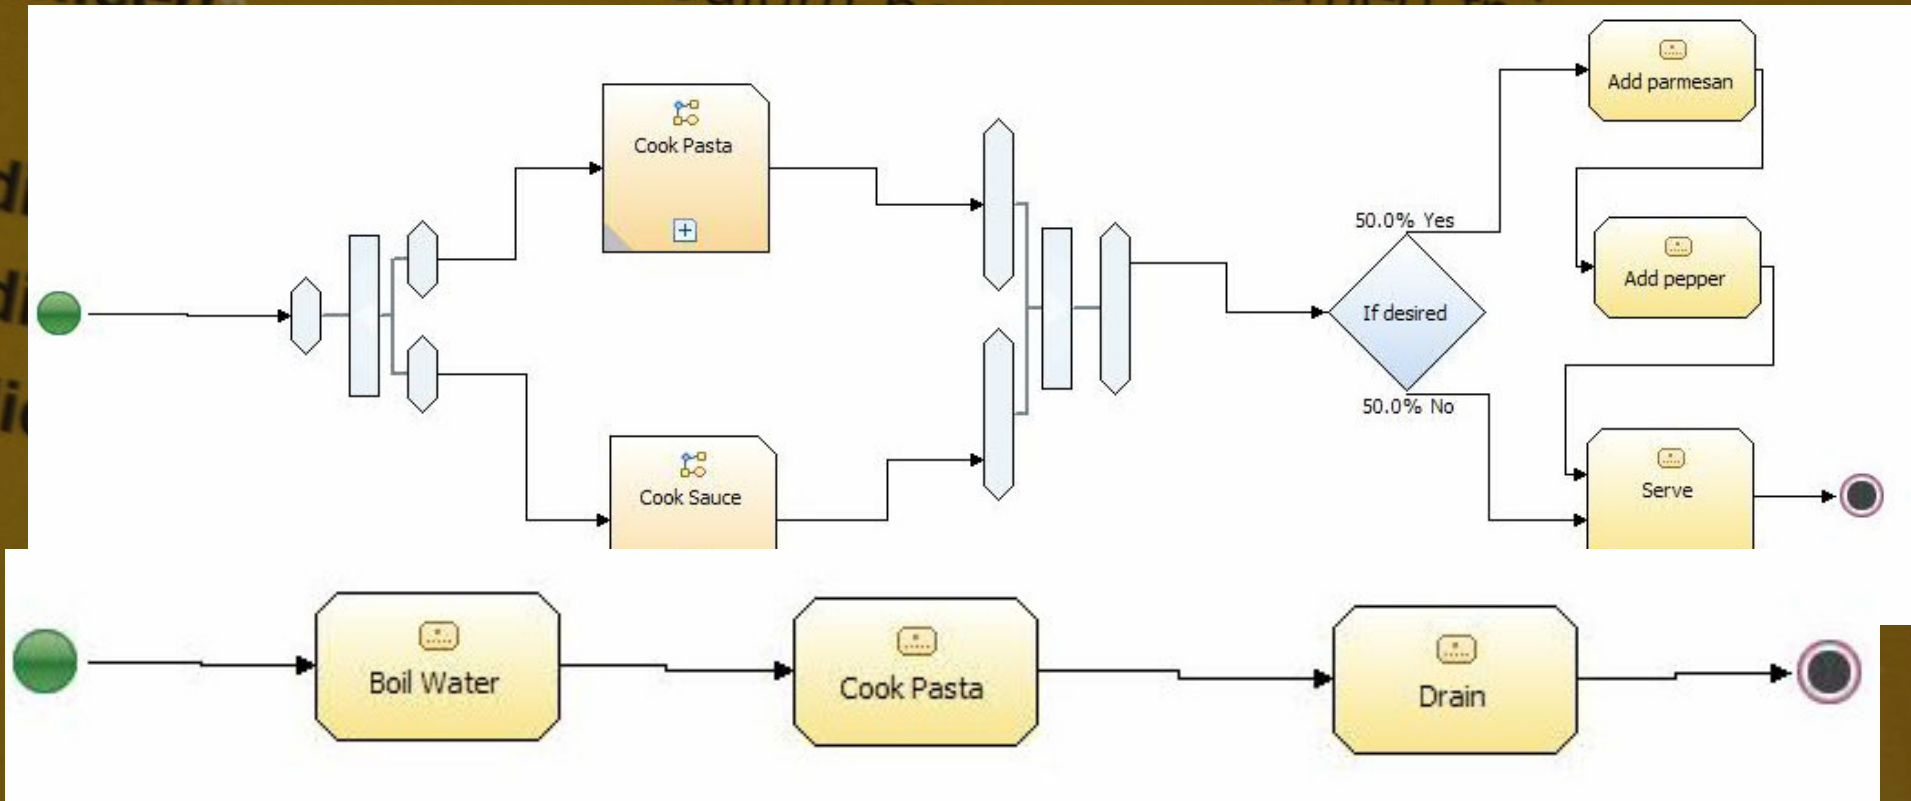 Add parmesan
Cook Pasta
50.0% Yes
Add pepper
If desired
50.0% No
Cook Sauce
Serve
Boil Water
Cook Pasta
Drain